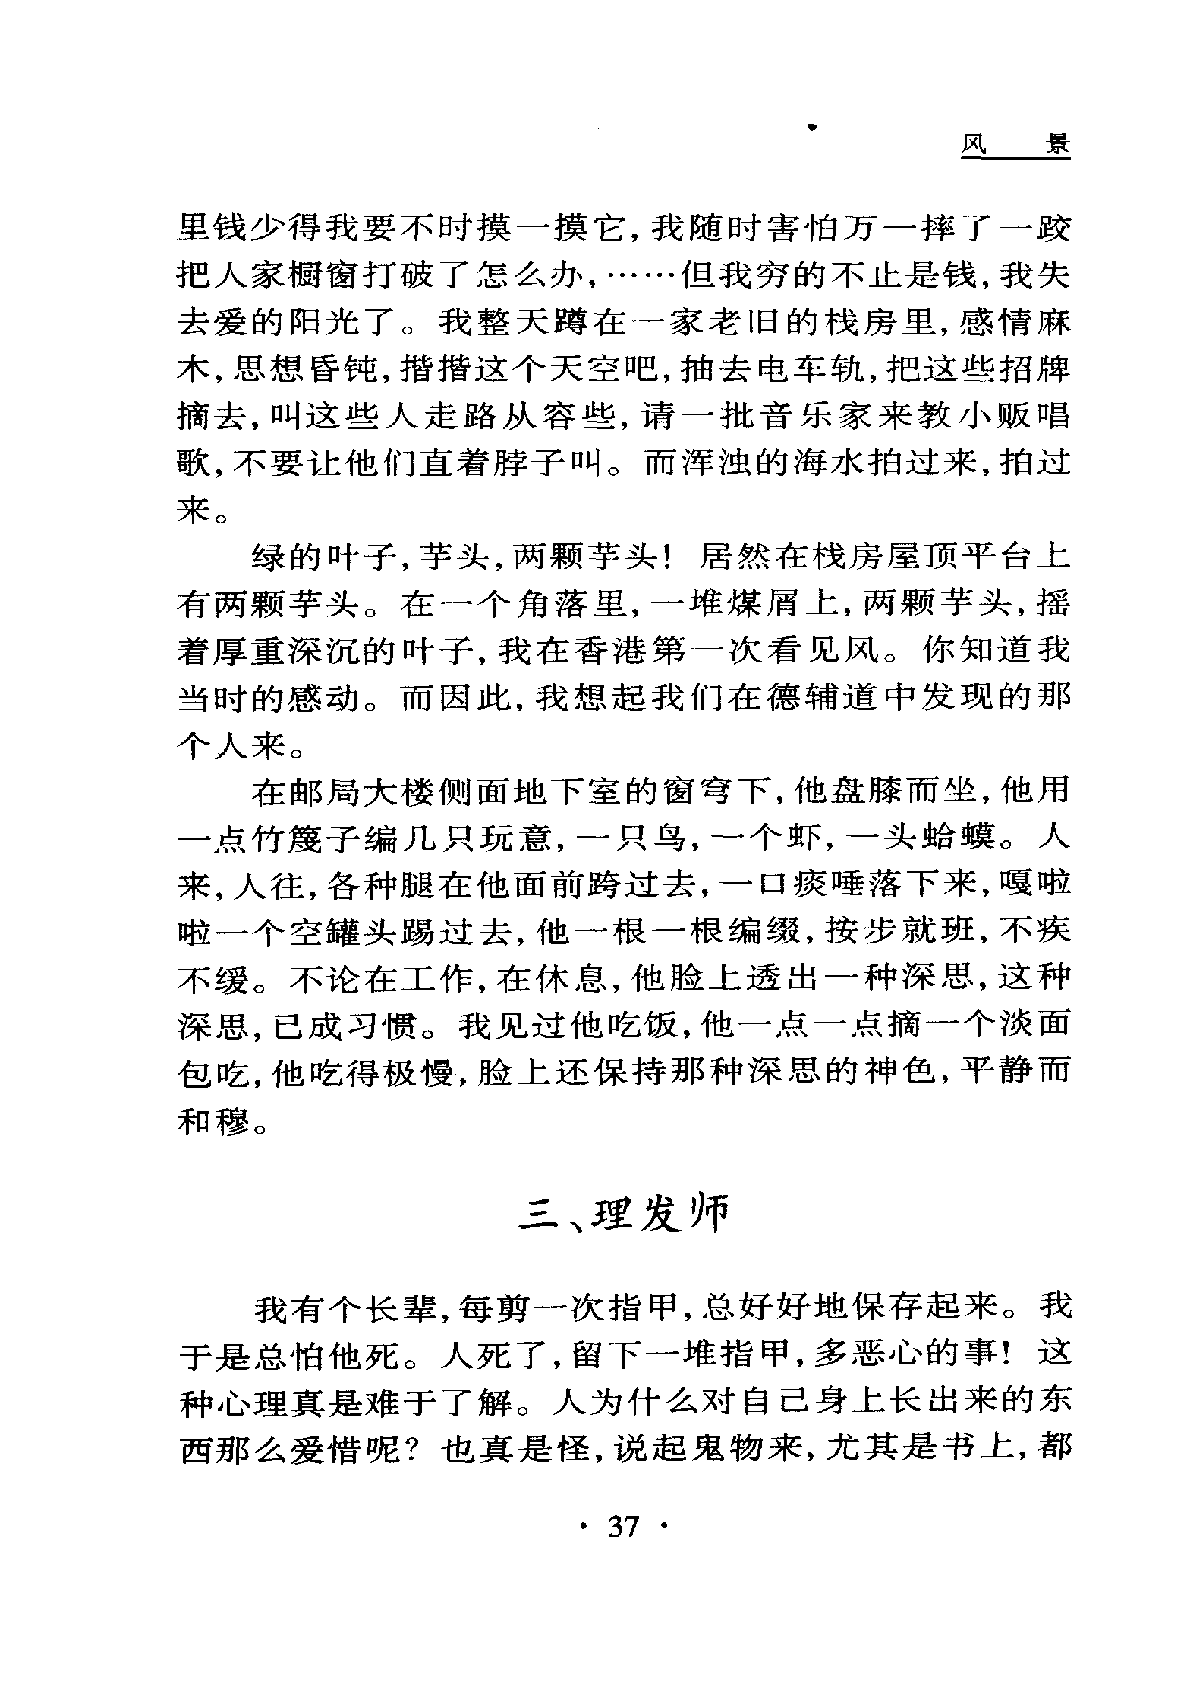 风 景
里钱少得我要不时摸一摸它,我随时害怕万一摔了一跤
把人家橱窗打破了怎么办,……但我穷的不止是钱,我失
去爱的阳光了。我整天蹲在一家老旧的栈房里,感情麻
木,思想昏钝,揩揩这个天空吧,抽去电车轨,把这些招牌
摘去,叫这些人走路从容些,请一批音乐家来教小贩唱
歌,不要让他们直着脖子叫。而浑浊的海水拍过来,拍过
来。
绿的叶子,芋头,两颗芋头!居然在栈房屋顶平台上
有两颗芋头。在一个角落里,一堆煤屑上,两颗芋头,摇
着厚重深沉的叶子,我在香港第一次看见风。你知道我
当时的感动。而因此,我想起我们在德辅道中发现的那
个人来。
在邮局大楼侧面地下室的窗穹下,他盘膝而坐,他用
一点竹篾子编几只玩意,一只鸟,一个虾,一头蛤蟆。人
来,人往,各种腿在他面前跨过去,一口痰唾落下来,嘎啦
啦一个空罐头踢过去,他一根一根编缀,按步就班,不疾
不缓。不论在工作,在休息,他脸上透出一种深思,这种
深思,已成习惯。我见过他吃饭,他一点一点摘一个淡面
包吃,他吃得极慢,脸上还保持那种深思的神色,平静而
和穆。
三、理发师
我有个长辈,每剪一次指甲,总好好地保存起来。我
于是总怕他死。人死了,留下一堆指甲,多恶心的事!这
种心理真是难于了解。人为什么对自己身上长出来的东
西那么爱惜呢?也真是怪,说起鬼物来,尤其是书上,都
· 37 ·